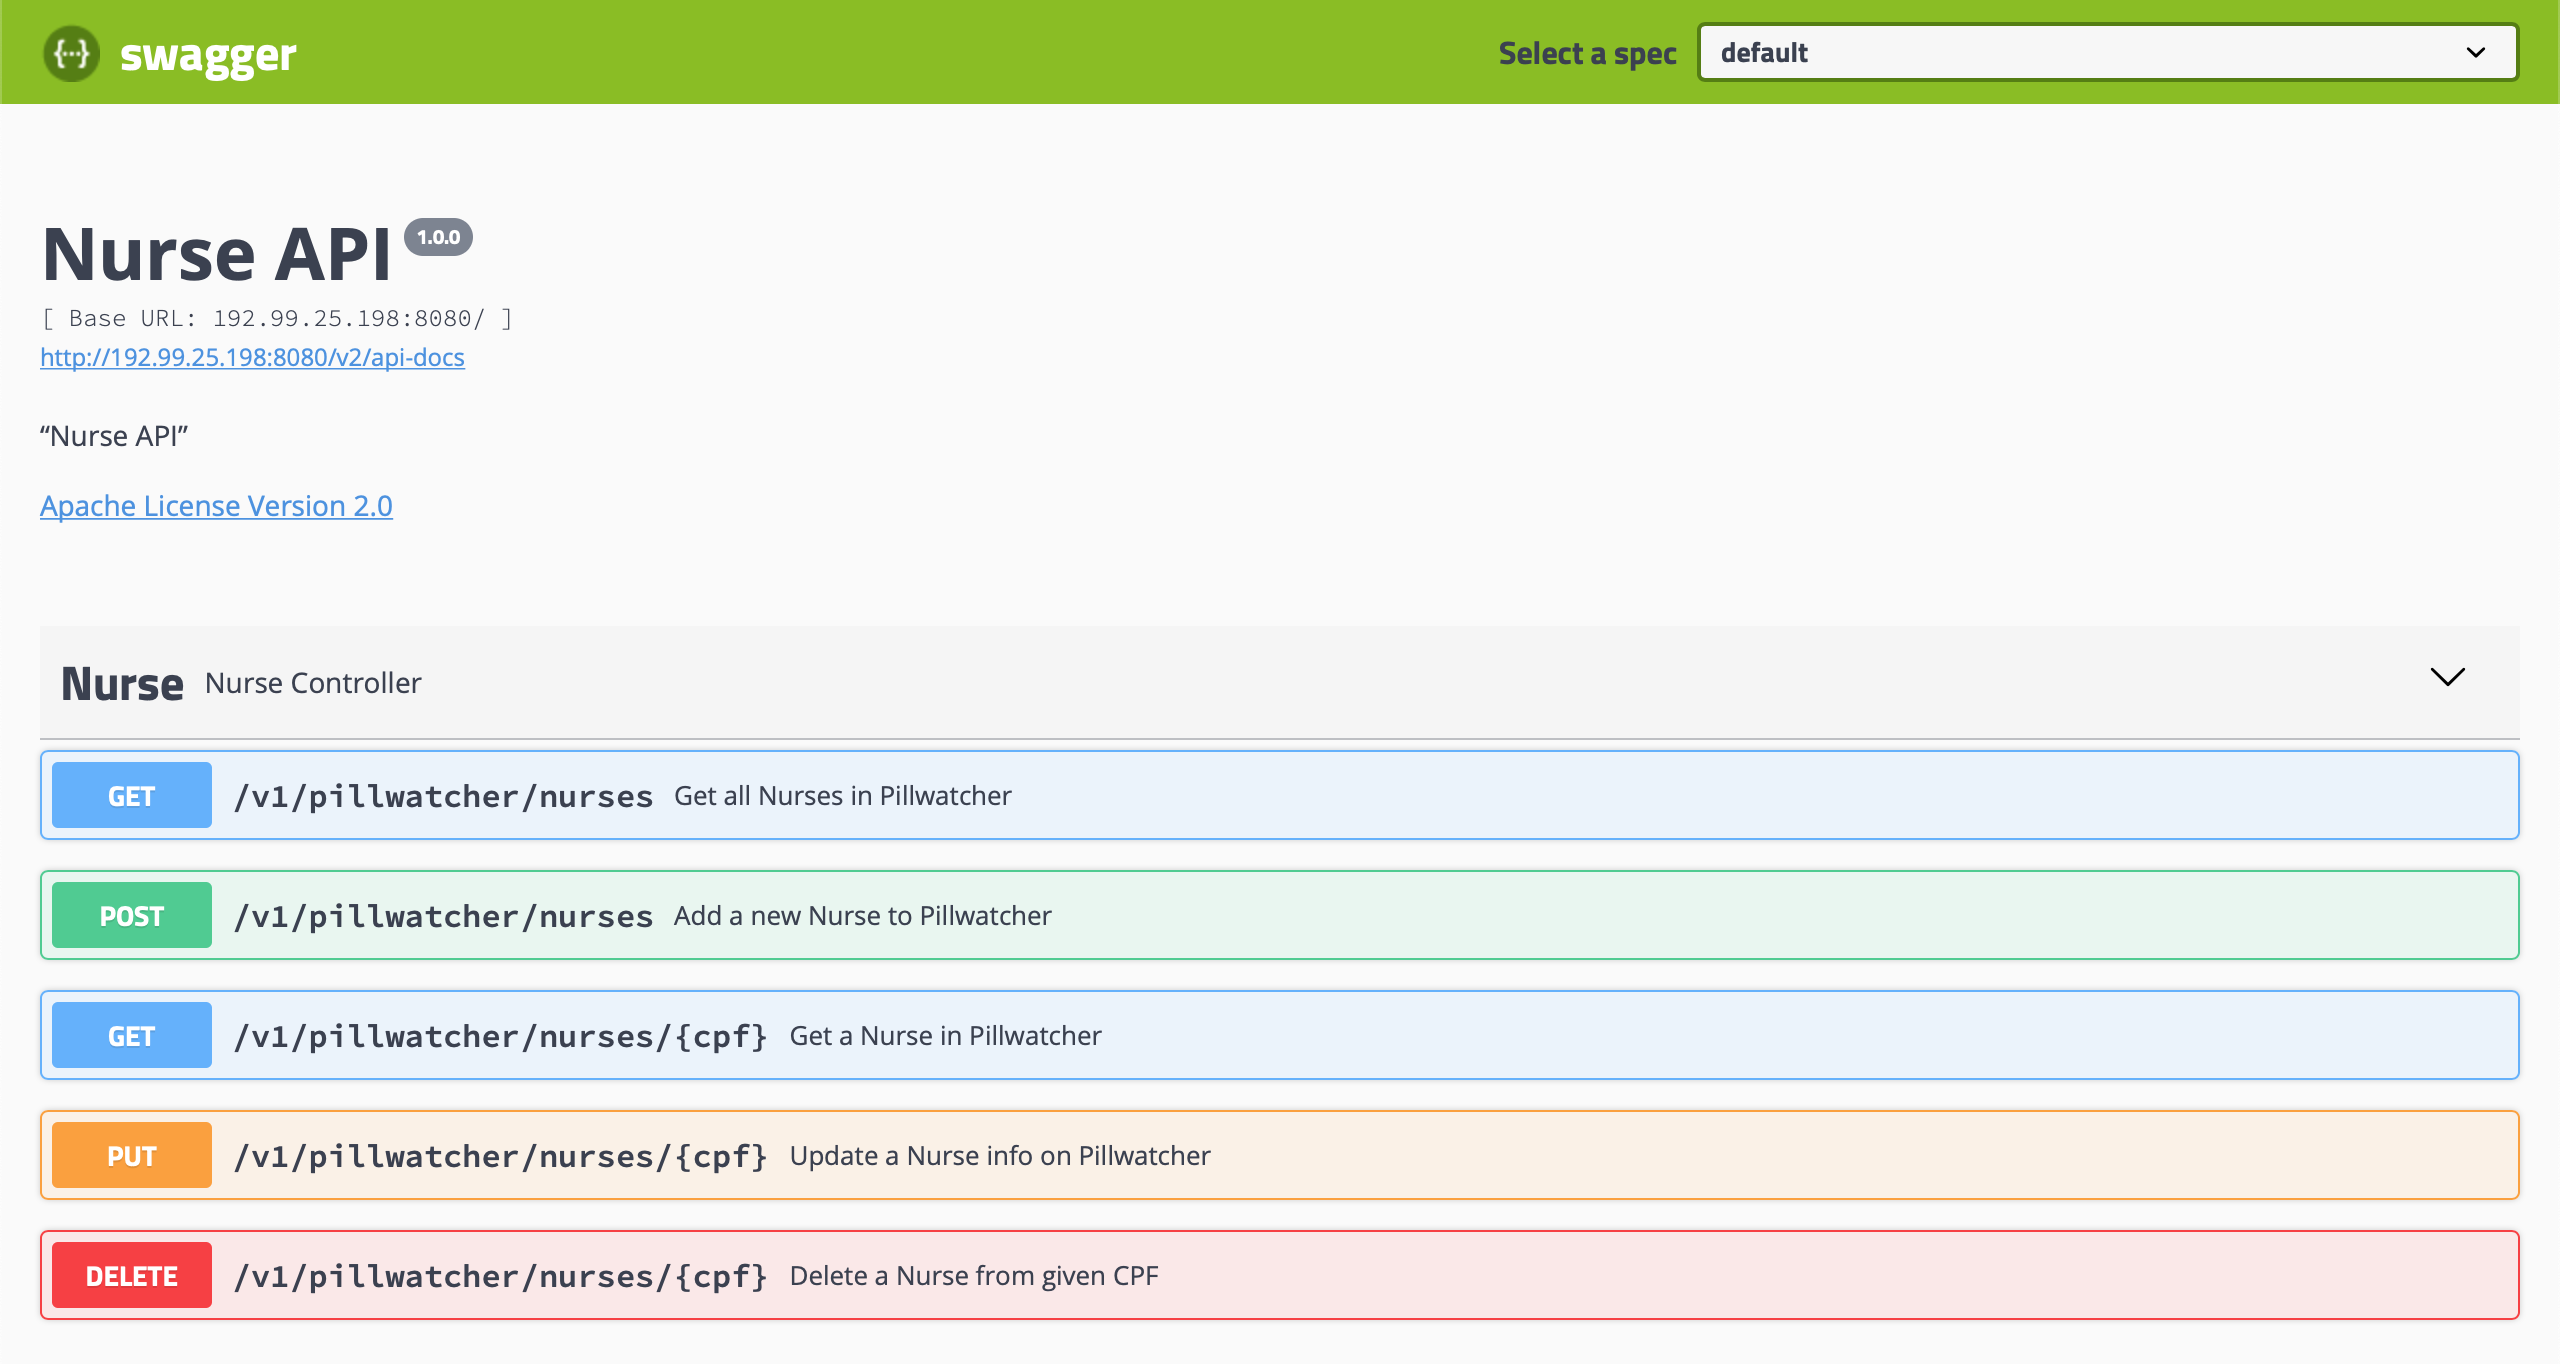 {···} swagger Select a spec default
Nurse API 1.0.0
[ Base URL: 192.99.25.198:8080/ ]
http://192.99.25.198:8080/v2/api-docs
“Nurse API”
Apache License Version 2.0
Nurse Nurse Controller
GET /v1/pillwatcher/nurses Get all Nurses in Pillwatcher
POST /v1/pillwatcher/nurses Add a new Nurse to Pillwatcher
GET /v1/pillwatcher/nurses/{cpf} Get a Nurse in Pillwatcher
PUT /v1/pillwatcher/nurses/{cpf} Update a Nurse info on Pillwatcher
DELETE /v1/pillwatcher/nurses/{cpf} Delete a Nurse from given CPF